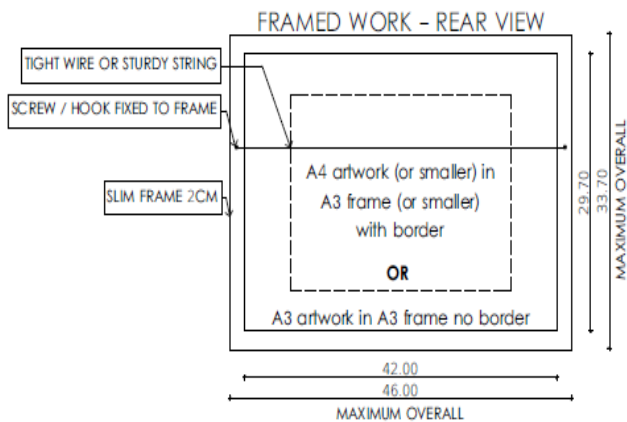 FRAMED WORK – REAR VIEW
TIGHT WIRE OR STURDY STRING
SCREW / HOOK FIXED TO FRAME
SLIM FRAME 2CM
A4 artwork (or smaller) in
A3 frame (or smaller)
with border
OR
A3 artwork in A3 frame no border
29.70
33.70
MAXIMUM OVERALL
42.00
46.00
MAXIMUM OVERALL